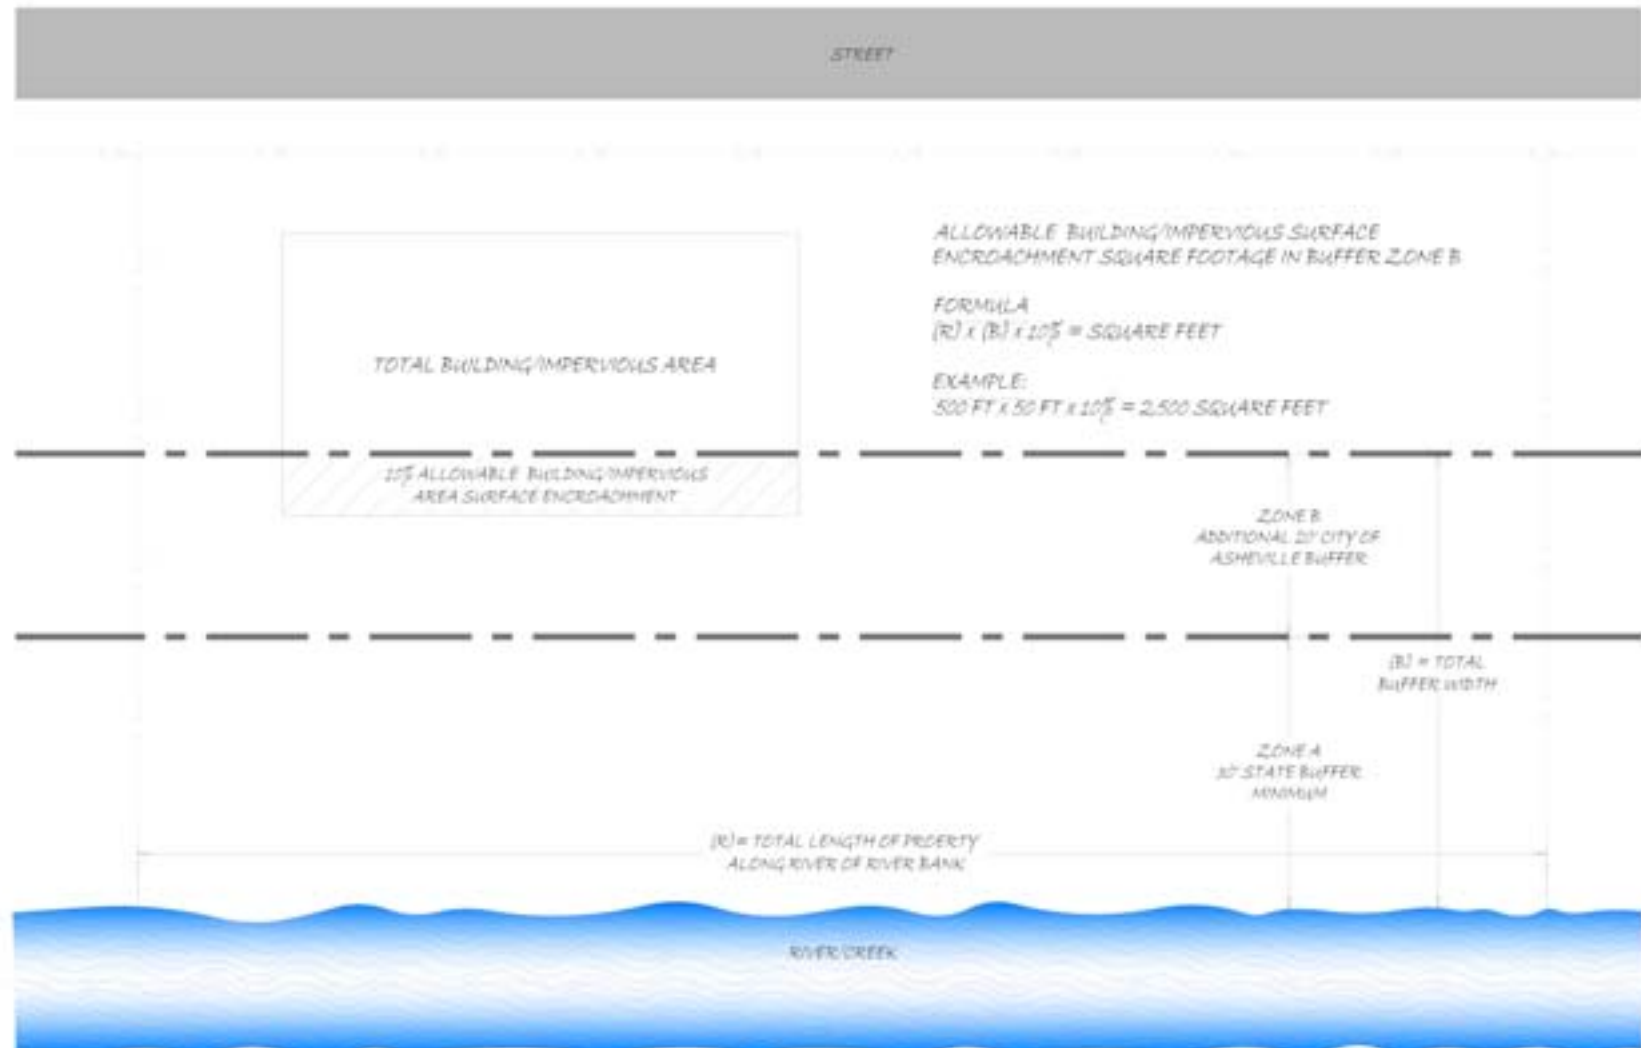 STREET
ALLOWABLE BUILDING/IMPERVIOUS SURFACE
ENCROACHMENT SQUARE FOOTAGE IN BUFFER ZONE B
FORMULA
(R) x (B) x 10% = SQUARE FEET
EXAMPLE:
500 FT x 50 FT x 10% = 2,500 SQUARE FEET
TOTAL BUILDING/IMPERVIOUS AREA
10% ALLOWABLE BUILDING/IMPERVIOUS
AREA SURFACE ENCROACHMENT
ZONE B
ADDITIONAL 20' CITY OF
ASHEVILLE BUFFER
(B) = TOTAL
BUFFER WIDTH
ZONE A
30' STATE BUFFER
MINIMUM
(R)= TOTAL LENGTH OF PROERTY
ALONG RIVER OF RIVER BANK
RIVER/CREEK